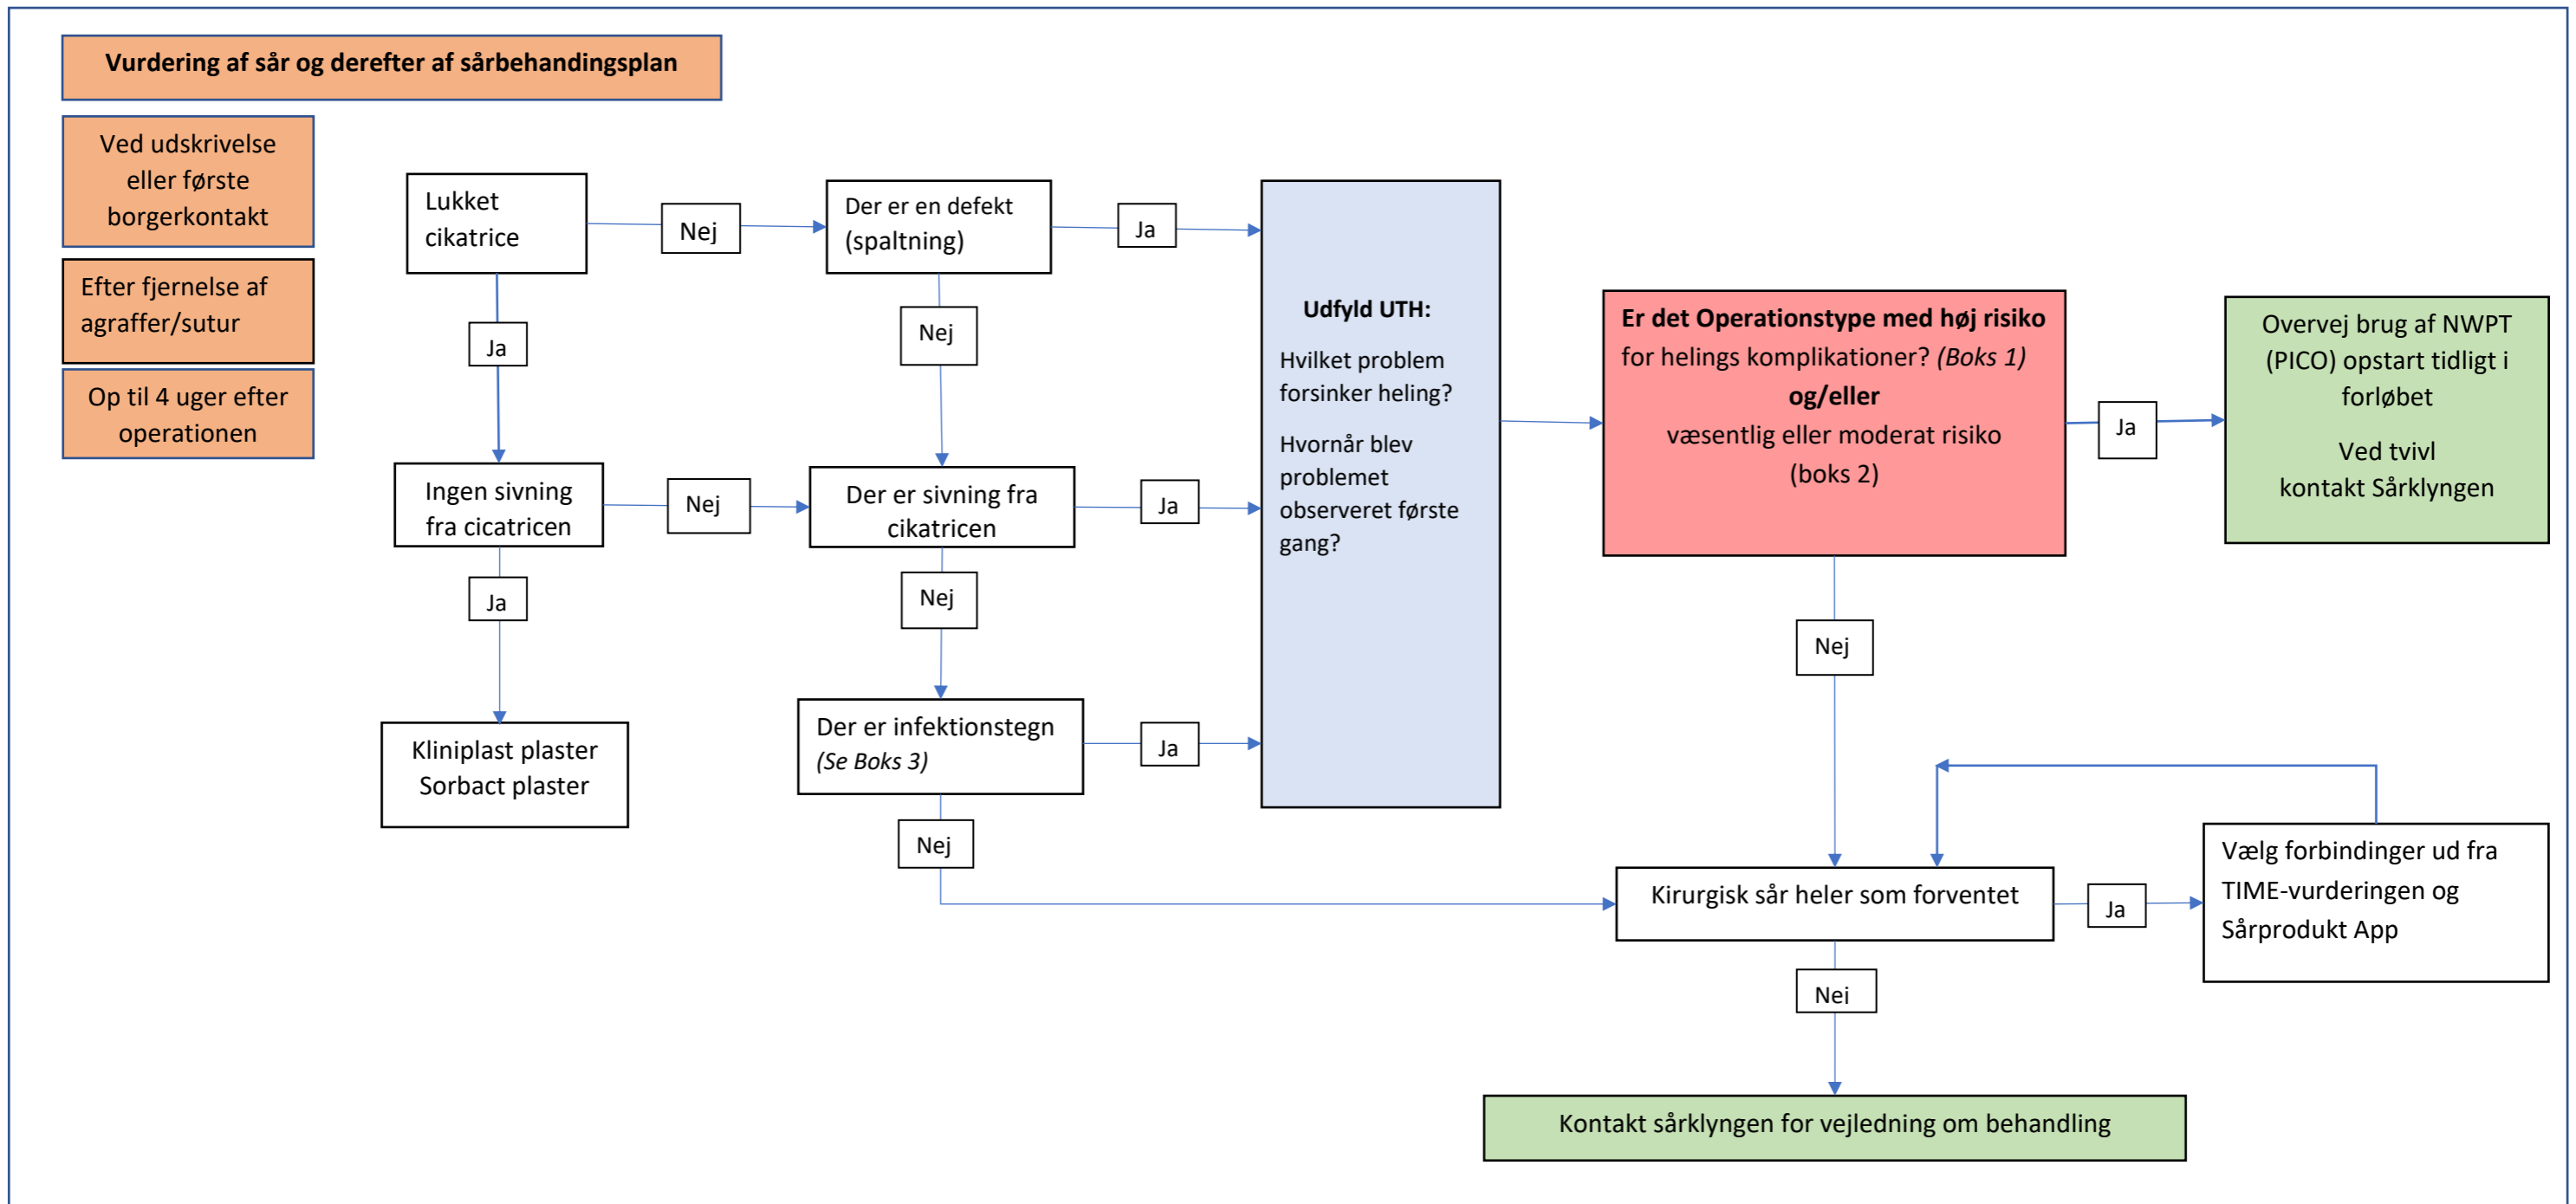 Vurdering af sår og derefter af sårbehandingsplan
Ved udskrivelse
eller første
borgerkontakt
Efter fjernelse af
agraffer/sutur
Op til 4 uger efter
operationen
Lukket
cikatrice
Nej
Der er en defekt
(spaltning)
Ja
Ja
Nej
Ingen sivning
fra cicatricen
Nej
Der er sivning fra
cikatricen
Ja
Ja
Nej
Kliniplast plaster
Sorbact plaster
Der er infektionstegn
(Se Boks 3)
Ja
Nej
Udfyld UTH:
Hvilket problem
forsinker heling?
Hvornår blev
problemet
observeret første
gang?
Er det Operationstype med høj risiko
for helings komplikationer? (Boks 1)
og/eller
væsentlig eller moderat risiko
(boks 2)
Ja
Overvej brug af NWPT
(PICO) opstart tidligt i
forløbet
Ved tvivl
kontakt Sårklyngen
Nej
Kirurgisk sår heler som forventet
Ja
Vælg forbindinger ud fra
TIME-vurderingen og
Sårprodukt App
Nej
Kontakt sårklyngen for vejledning om behandling